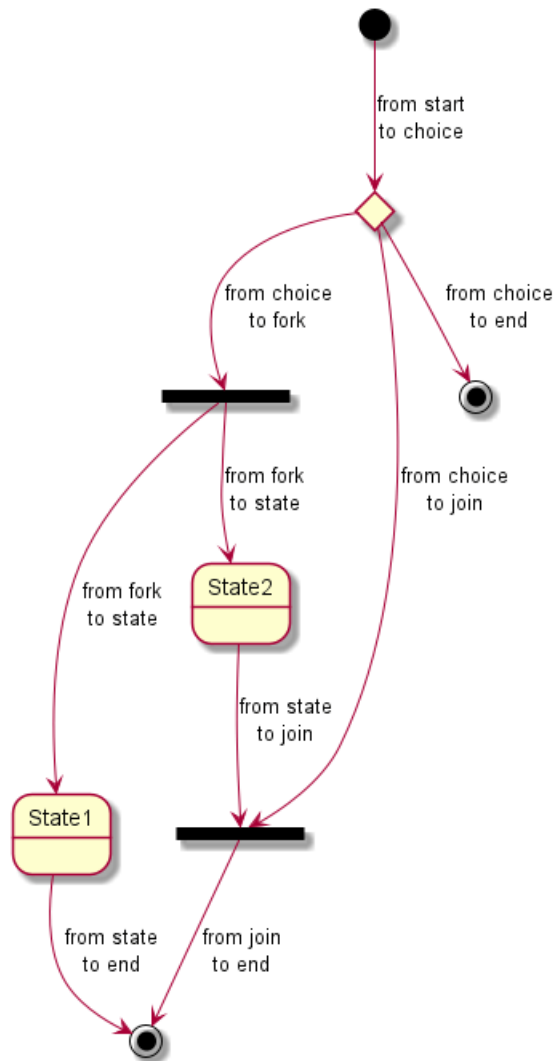 from start
to choice
from choice
to fork
from choice
to end
from fork
to state
from choice
to join
from fork
to state
State2
from state
to join
State1
from state
to end
from join
to end